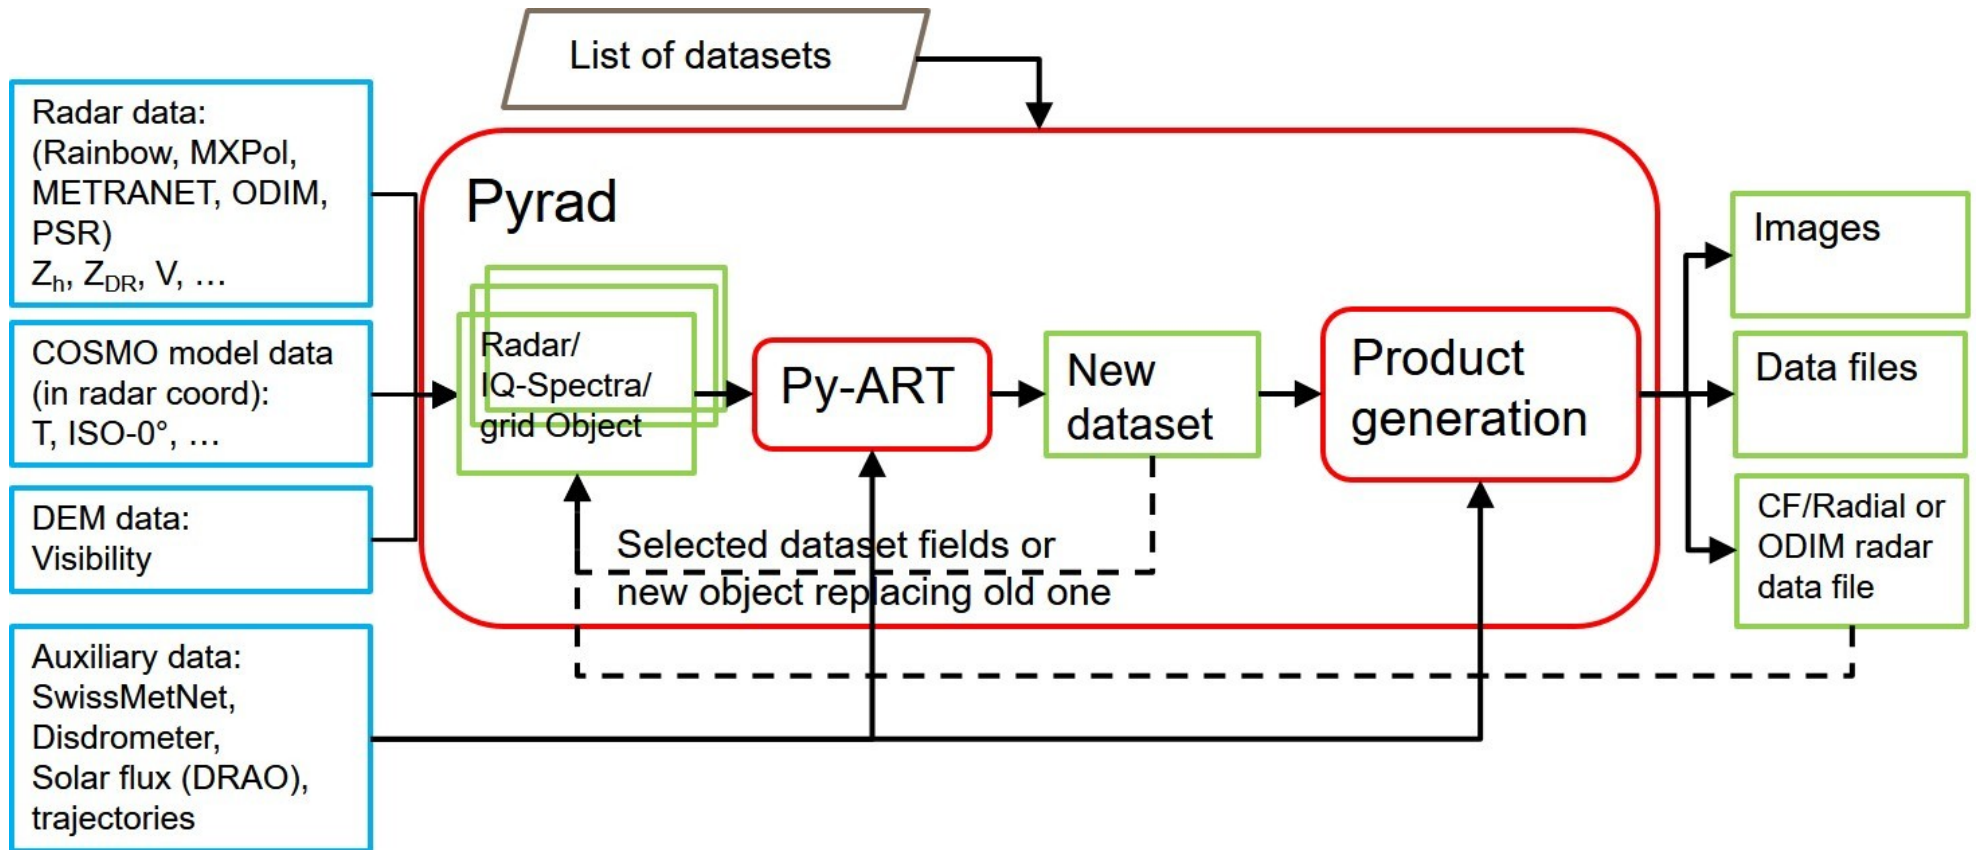 List of datasets
Radar data:
(Rainbow, MXPol,
METRANET, ODIM,
PSR)
Zh, ZDR, V, …
COSMO model data
(in radar coord):
T, ISO-0°, …
DEM data:
Visibility
Auxiliary data:
SwissMetNet,
Disdrometer,
Solar flux (DRAO),
trajectories
Pyrad
Radar/
IQ-Spectra/
grid Object
Py-ART
New
dataset
Product
generation
Selected dataset fields or
new object replacing old one
Images
Data files
CF/Radial or
ODIM radar
data file